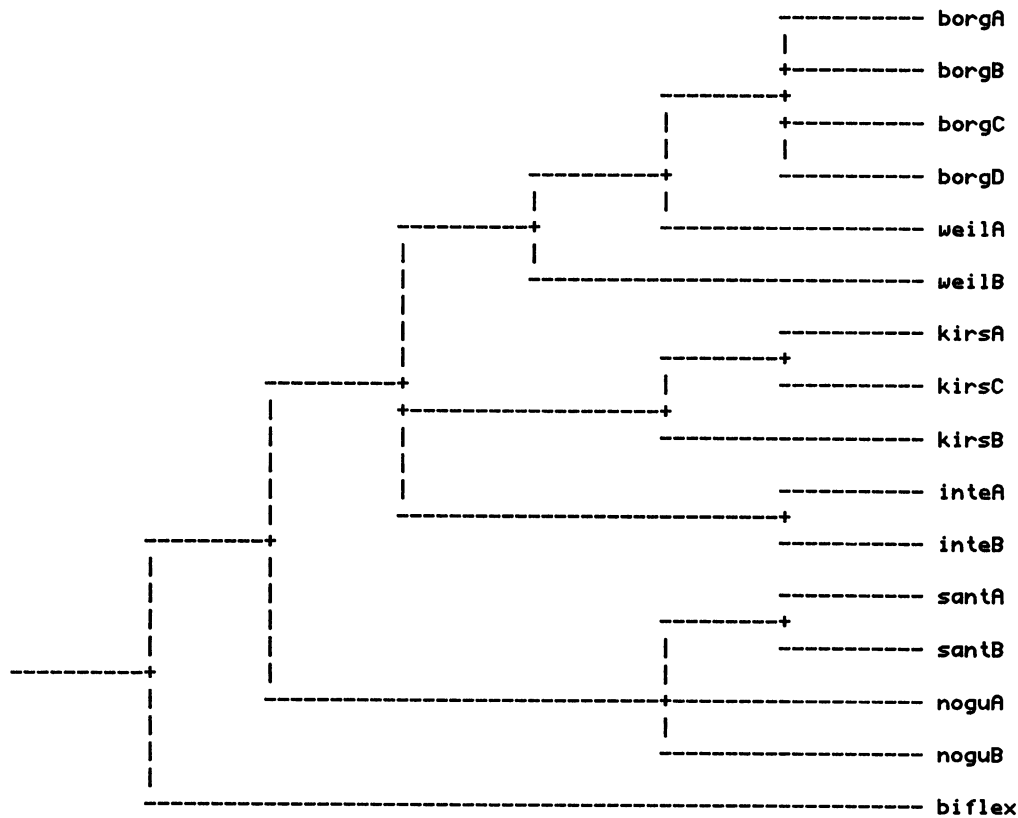 borgA
borgB
borgC
borgD
weilA
weilB
kirsA
kirsC
kirsB
inteA
inteB
santA
santB
noguA
noguB
biflex